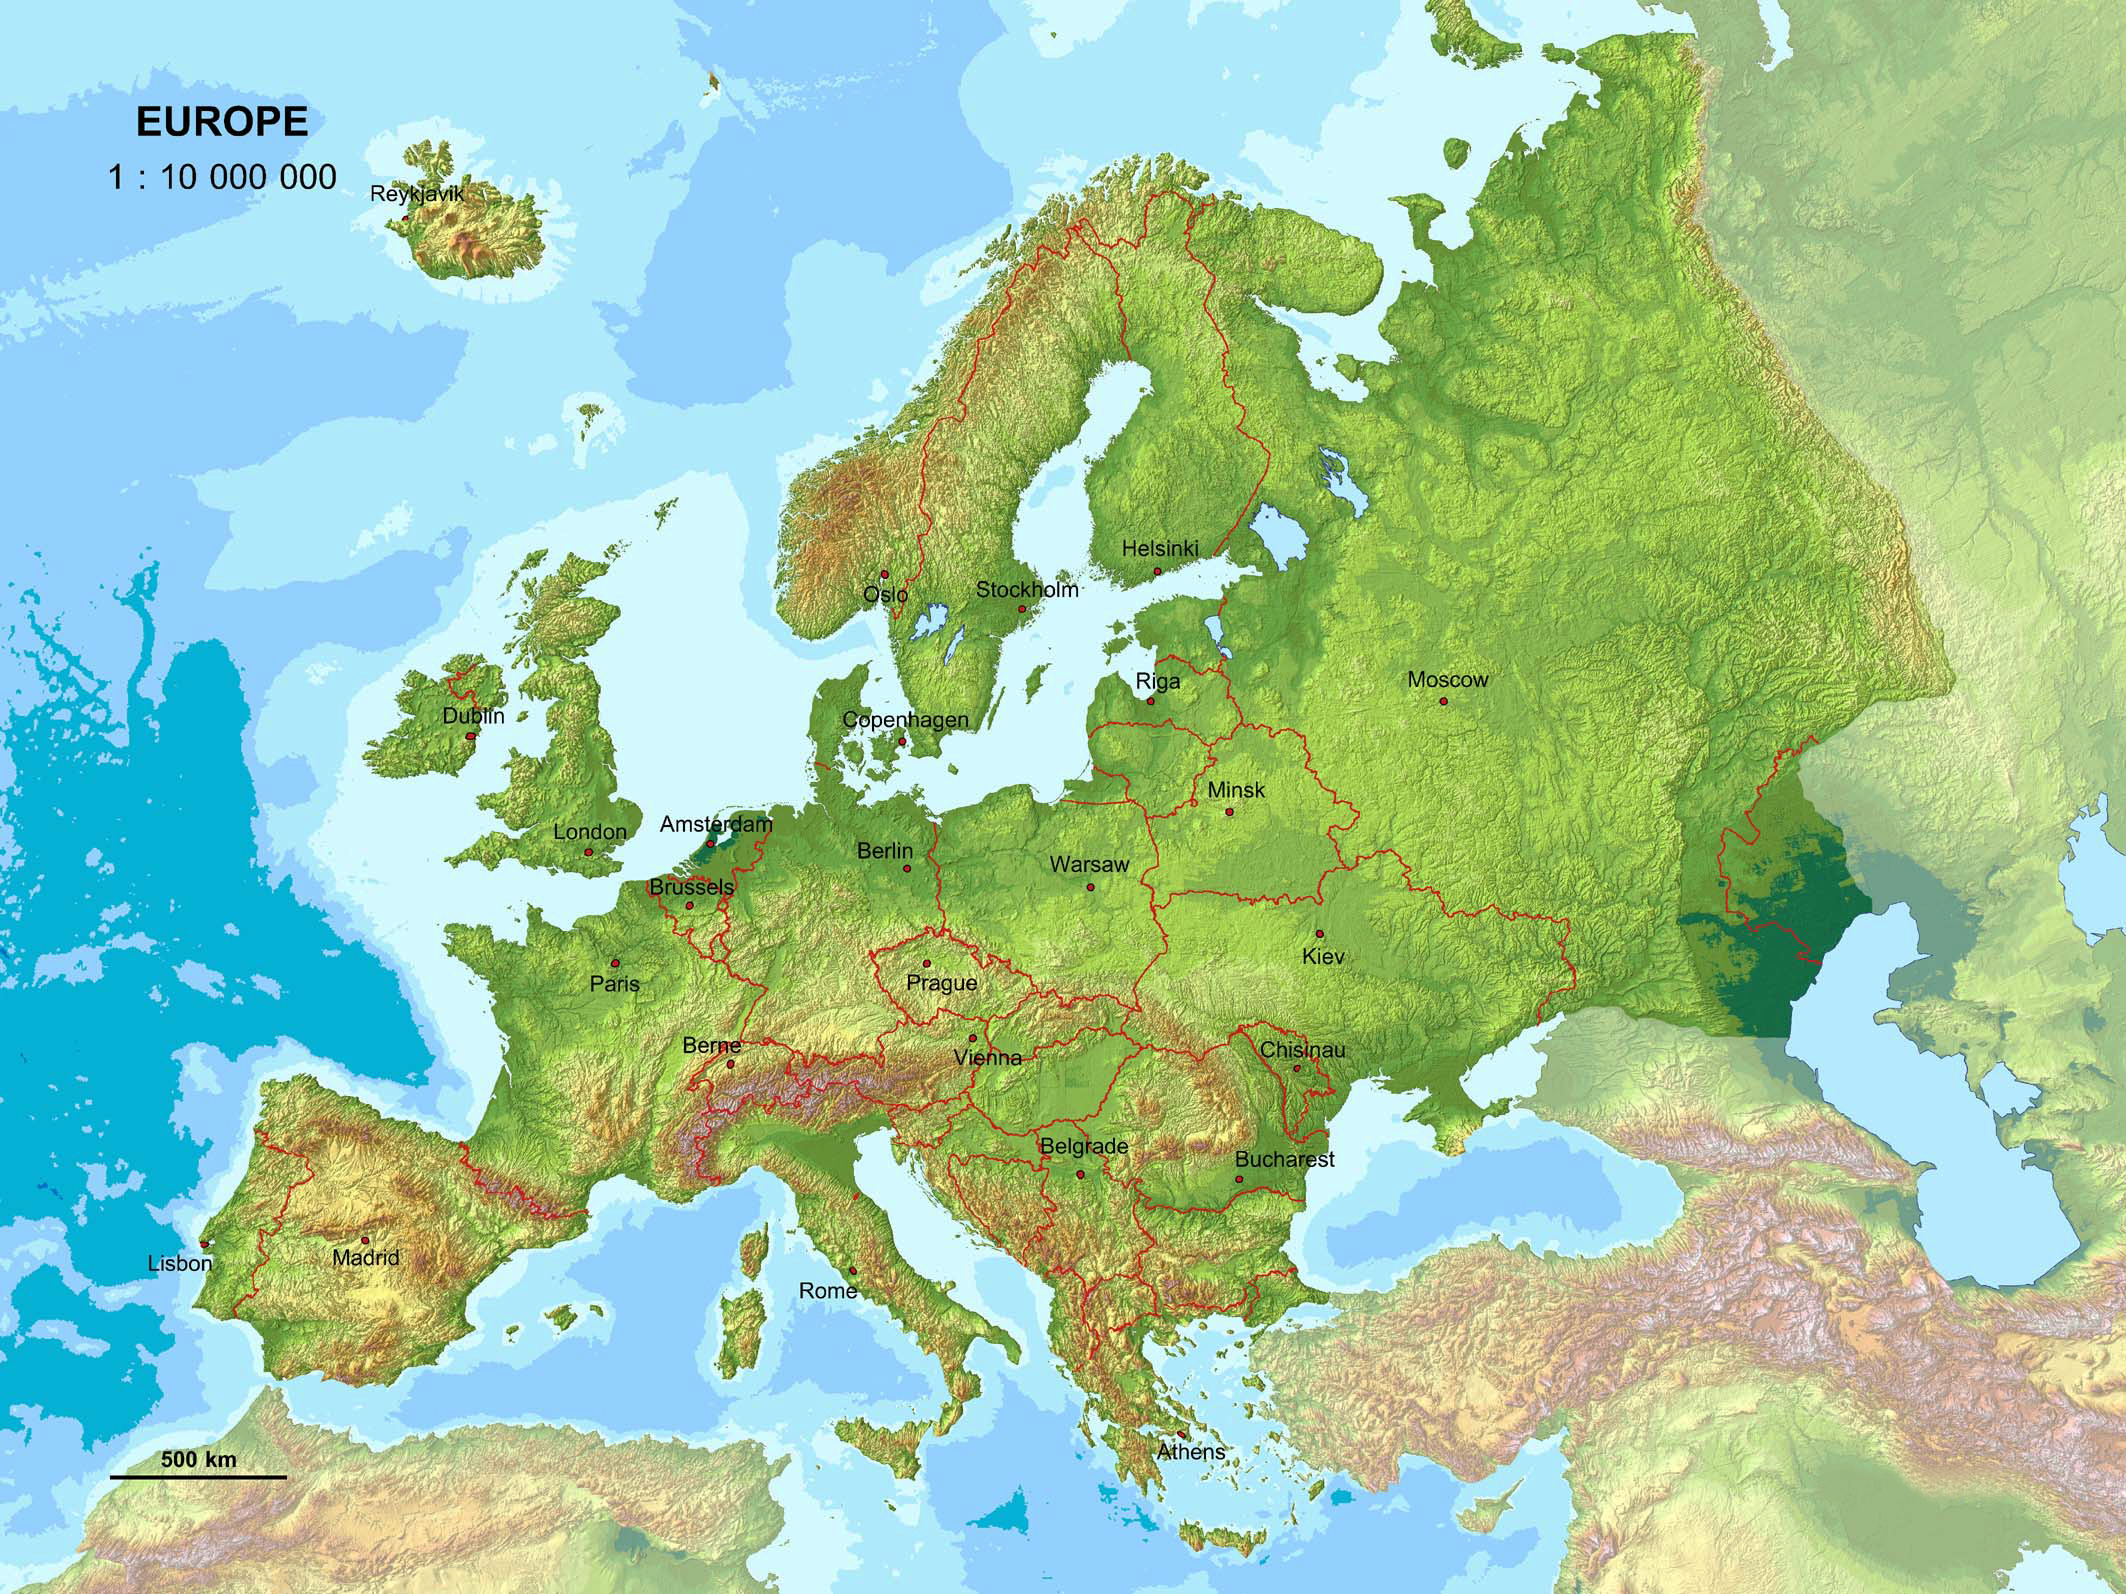 EUROPE
1 : 10 000 000
Reykjavik
Helsinki
Oslo
Stockholm
Riga
Moscow
Dublin
Copenhagen
Minsk
London
Amsterdam
Berlin
Warsaw
Brussels
Paris
Prague
Kiev
Berne
Vienna
Chisinau
Belgrade
Bucharest
Lisbon
Madrid
Rome
Athens
500 km